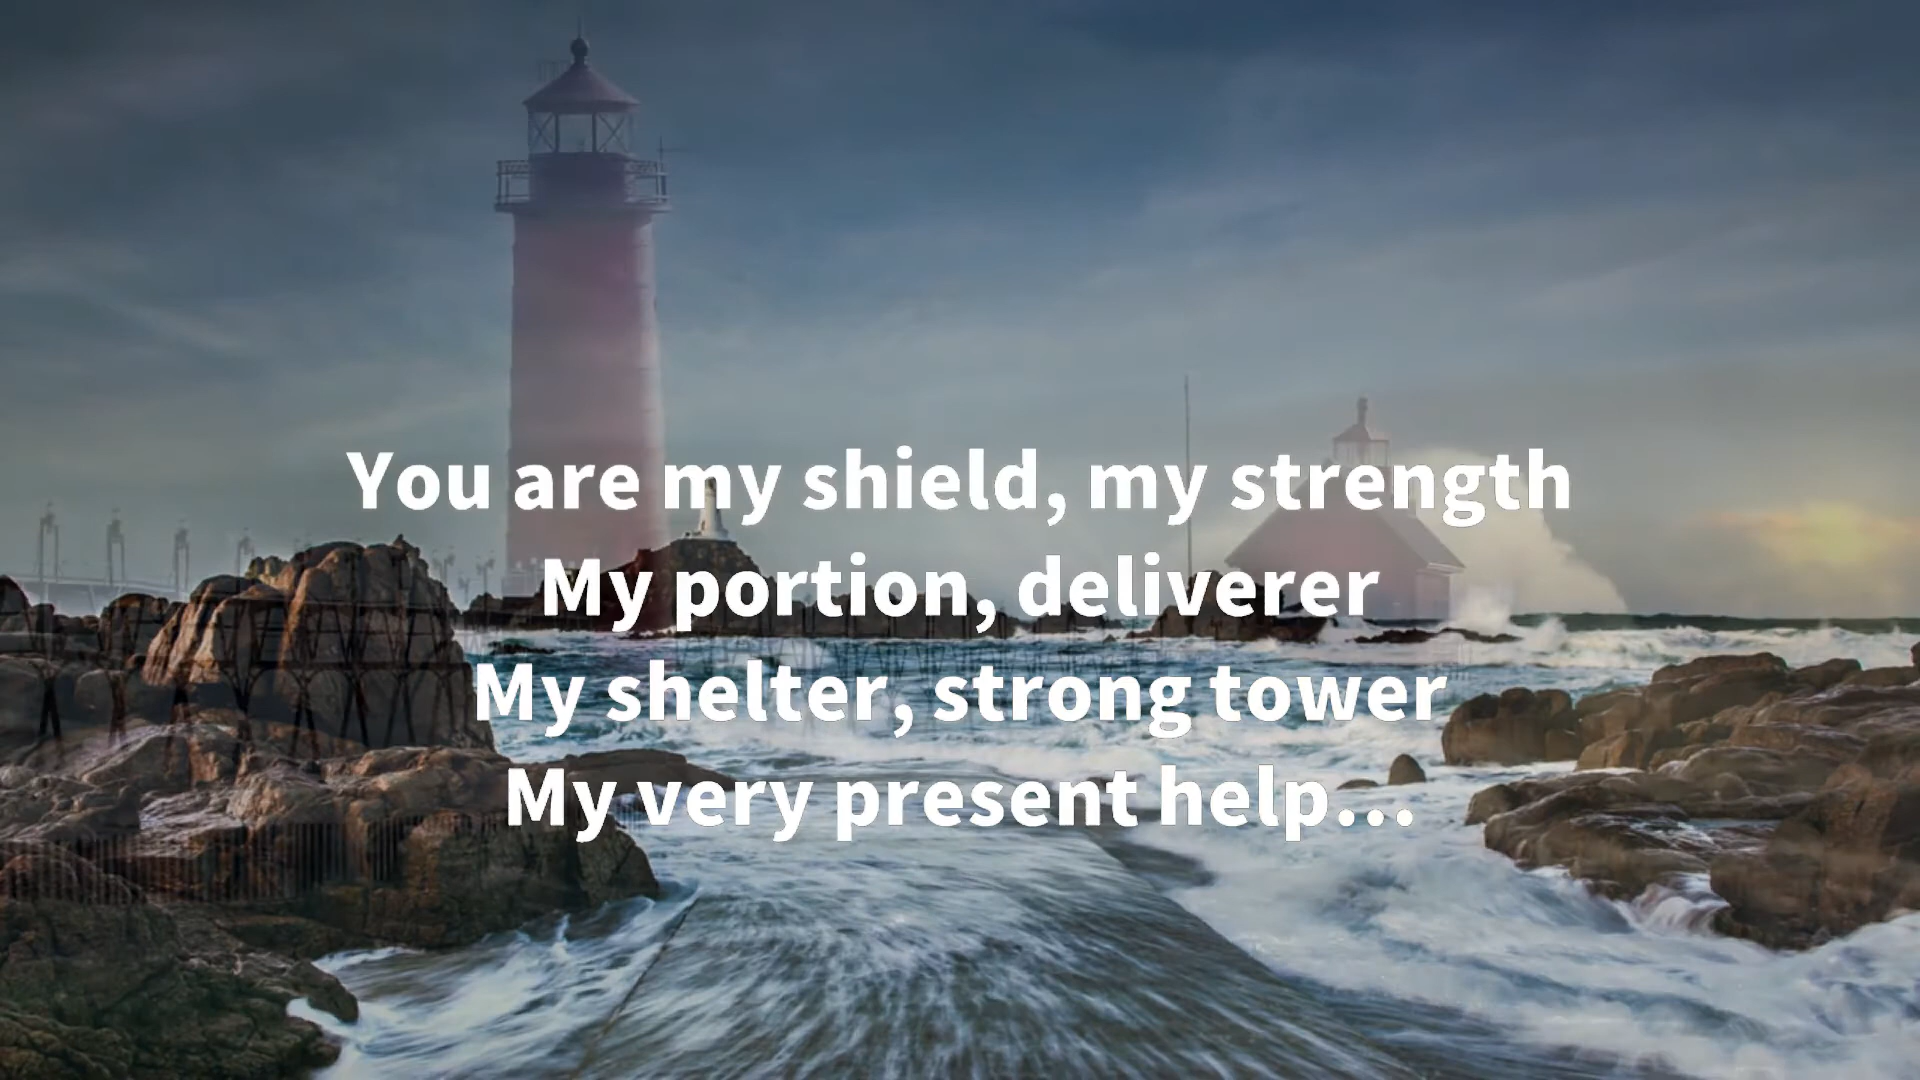 You are my shield, my strength
My portion, deliverer
My shelter, strong tower
My very present help...